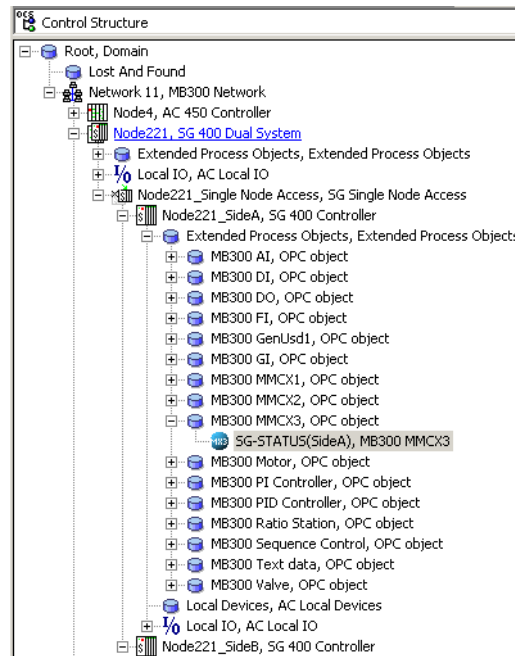 OCS
Control Structure
Root, Domain
Lost And Found
Network 11, MB300 Network
Node4, AC 450 Controller
Node221, SG 400 Dual System
Extended Process Objects, Extended Process Objects
I/O Local IO, AC Local IO
Node221_Single Node Access, SG Single Node Access
Node221_SideA, SG 400 Controller
Extended Process Objects, Extended Process Objects
MB300 AI, OPC object
MB300 DI, OPC object
MB300 DO, OPC object
MB300 FI, OPC object
MB300 GenUsd1, OPC object
MB300 GI, OPC object
MB300 MMCX1, OPC object
MB300 MMCX2, OPC object
MB300 MMCX3, OPC object
MX3 SG-STATUS(SideA), MB300 MMCX3
MB300 Motor, OPC object
MB300 PI Controller, OPC object
MB300 PID Controller, OPC object
MB300 Ratio Station, OPC object
MB300 Sequence Control, OPC object
MB300 Text data, OPC object
MB300 Valve, OPC object
Local Devices, AC Local Devices
I/O Local IO, AC Local IO
Node221_SideB, SG 400 Controller